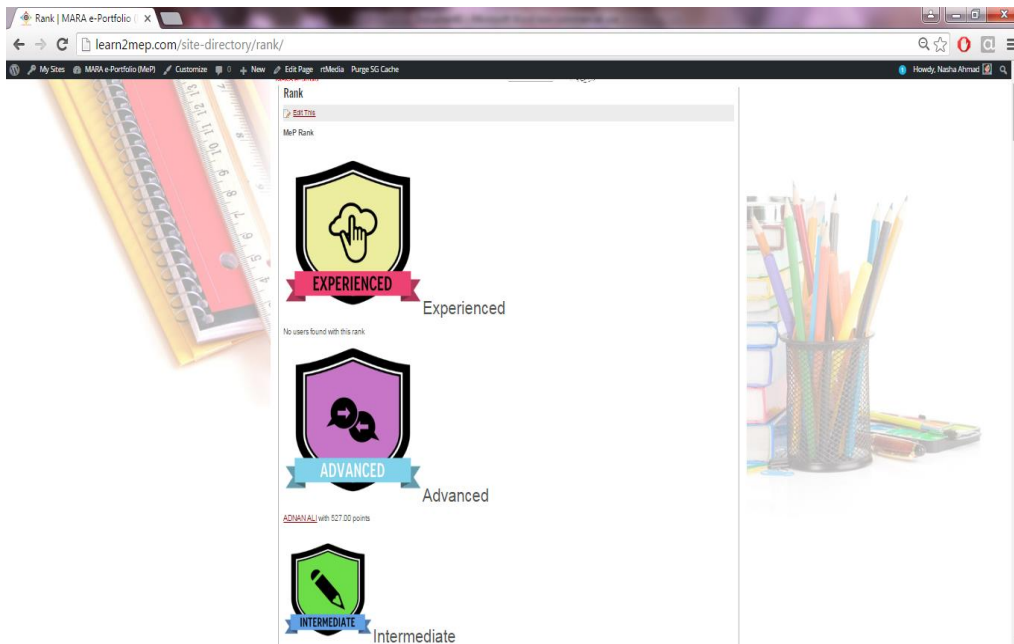 Rank | MARA e-Portfolio (
learn2mep.com/site-directory/rank/
My Sites MARA e-Portfolio (MeP) Customize 0 New Edit Page rtMedia Purge SG Cache
1 Howdy, Nasha Ahmad
Rank
Edit This
MeP Rank
EXPERIENCED
Experienced
No users found with this rank
ADVANCED
Advanced
ADNAN ALI with 527.00 points
INTERMEDIATE
Intermediate